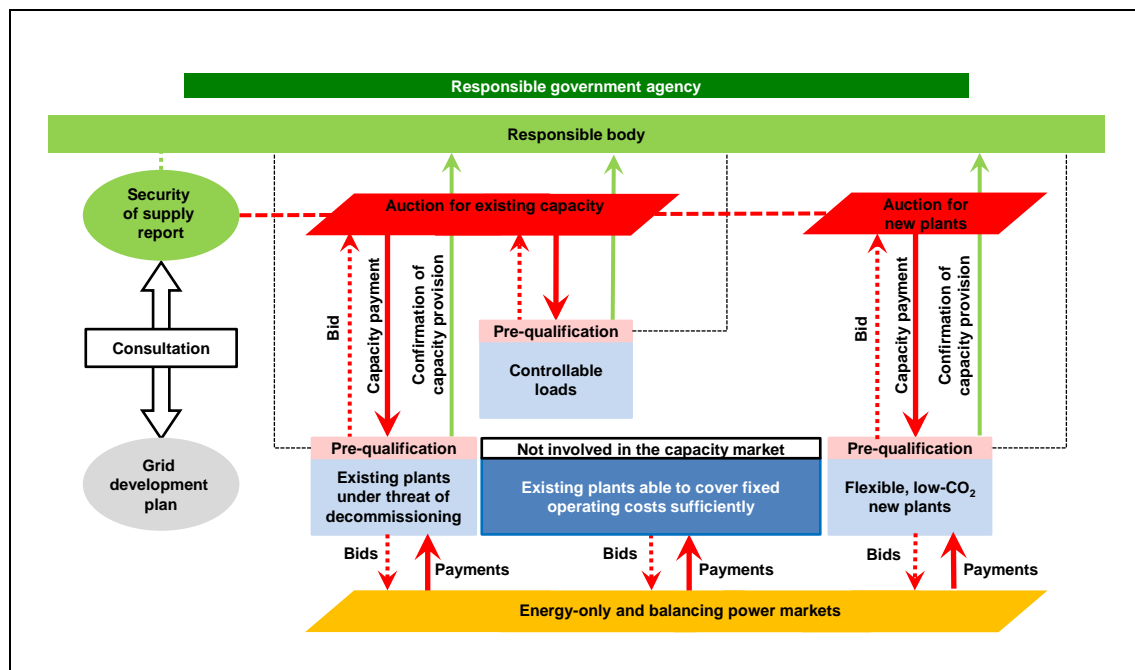 Responsible government agency
Responsible body
Security
of supply
report
Auction for existing capacity
Auction for
new plants
Consultation
Bid
Capacity payment
Confirmation of
capacity provision
Pre-qualification
Controllable
loads
Bid
Capacity payment
Confirmation of
capacity provision
Grid
development
plan
Pre-qualification
Existing plants
under threat of
decommissioning
Not involved in the capacity market
Existing plants able to cover fixed
operating costs sufficiently
Pre-qualification
Flexible, low-CO₂
new plants
Bids
Payments
Bids
Payments
Bids
Payments
Energy-only and balancing power markets